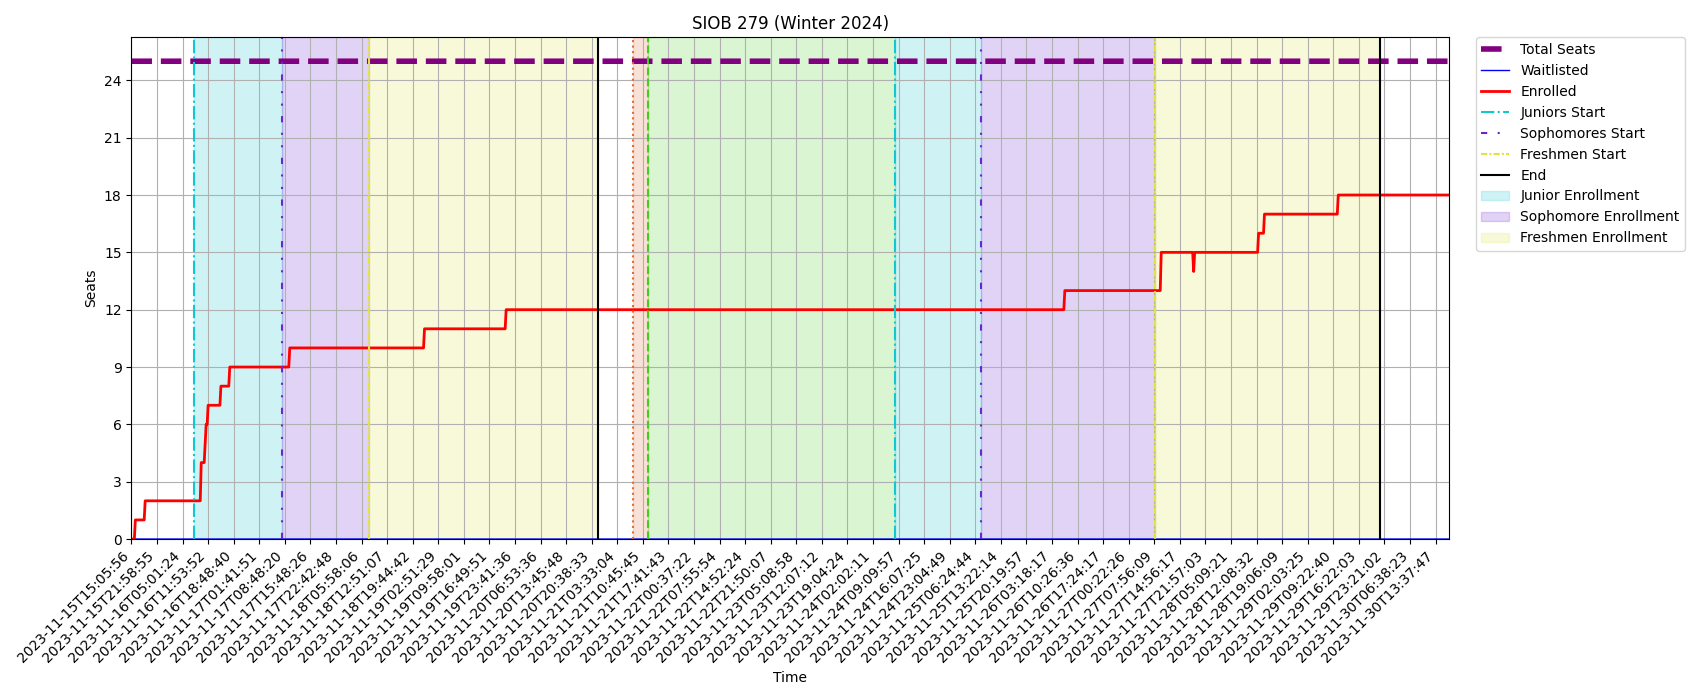 SIOB 279 (Winter 2024)
Seats
24
21
18
15
12
9
6
3
0
2023-11-15T15:05:56
2023-11-15T21:58:55
2023-11-16T05:01:24
2023-11-16T11:53:52
2023-11-16T18:48:40
2023-11-17T01:41:51
2023-11-17T08:48:20
2023-11-17T15:48:26
2023-11-17T22:42:48
2023-11-18T05:58:06
2023-11-18T12:51:07
2023-11-18T19:44:42
2023-11-19T02:51:29
2023-11-19T09:58:01
2023-11-19T16:49:51
2023-11-19T23:41:36
2023-11-20T06:53:36
2023-11-20T13:45:48
2023-11-20T20:38:33
2023-11-21T03:33:04
2023-11-21T10:45:45
2023-11-21T17:41:43
2023-11-22T00:37:22
2023-11-22T07:55:54
2023-11-22T14:52:24
2023-11-22T21:50:07
2023-11-23T05:08:58
2023-11-23T12:07:12
2023-11-23T19:04:24
2023-11-24T02:02:11
2023-11-24T09:09:57
2023-11-24T16:07:25
2023-11-24T23:04:49
2023-11-25T06:24:44
2023-11-25T13:22:14
2023-11-25T20:19:57
2023-11-26T03:18:17
2023-11-26T10:26:36
2023-11-26T17:24:17
2023-11-27T00:22:26
2023-11-27T07:56:09
2023-11-27T14:56:17
2023-11-27T21:57:03
2023-11-28T05:09:21
2023-11-28T12:08:32
2023-11-28T19:06:09
2023-11-29T02:03:25
2023-11-29T09:22:40
2023-11-29T16:22:03
2023-11-29T23:21:02
2023-11-30T06:38:23
2023-11-30T13:37:47
Time
Total Seats
Waitlisted
Enrolled
Juniors Start
Sophomores Start
Freshmen Start
End
Junior Enrollment
Sophomore Enrollment
Freshmen Enrollment